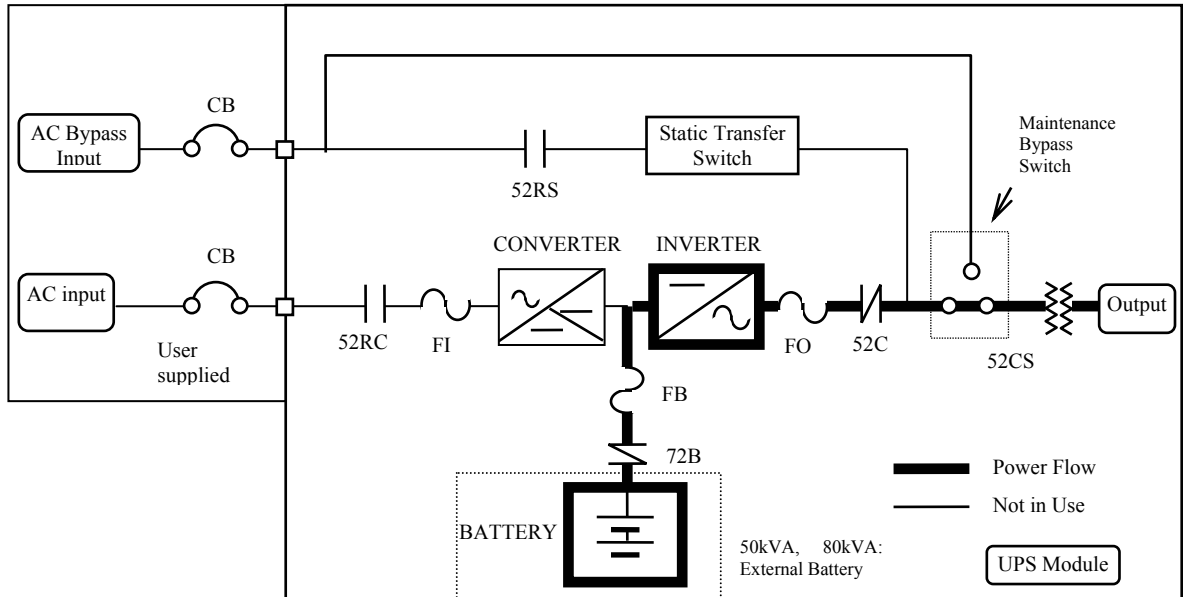 CB
AC Bypass
Input
52RS
Static Transfer
Switch
Maintenance
Bypass
Switch
CB
AC input
User
supplied
52RC
FI
CONVERTER
INVERTER
FO
52C
52CS
Output
FB
72B
BATTERY
50kVA, 80kVA:
External Battery
Power Flow
Not in Use
UPS Module